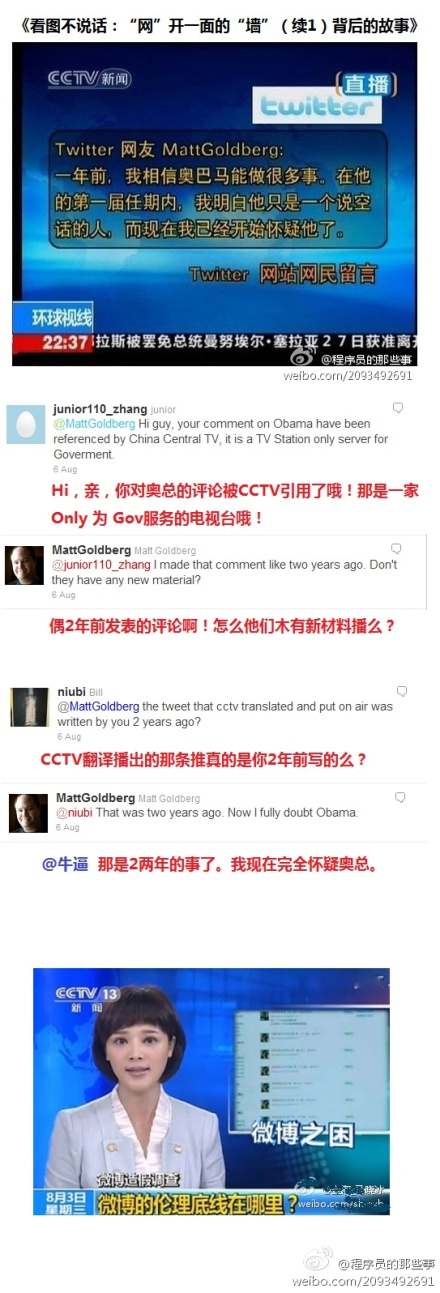 《看图不说话：“网”开一面的“墙”（续1）背后的故事》
CCTV 新闻
直播
twitter
Twitter 网友 MattGoldberg:
一年前，我相信奥巴马能做很多事。在他
的第一届任期内，我明白他只是一个说空
话的人，而现在我已经开始怀疑他了。
Twitter 网站网民留言
环球视线
22:37 拉斯被罢免总统曼努埃尔·塞拉亚27日获准离开
@程序员的那些事
weibo.com/2093492691
junior110_zhang junior
@MattGoldberg Hi guy, your comment on Obama have been
referenced by China Central TV, it is a TV Station only server for
Goverment.
6 Aug
Hi，亲，你对奥总的评论被CCTV引用了哦！那是一家
Only 为 Gov服务的电视台哦！
MattGoldberg Matt Goldberg
@junior110_zhang I made that comment like two years ago. Don't
they have any new material?
6 Aug
偶2年前发表的评论啊！怎么他们木有新材料播么？
niubi Bill
@MattGoldberg the tweet that cctv translated and put on air was
written by you 2 years ago?
6 Aug
CCTV翻译播出的那条推真的是你2年前写的么？
MattGoldberg Matt Goldberg
@niubi That was two years ago. Now I fully doubt Obama.
6 Aug
@牛逼 那是2两年的事了。我现在完全怀疑奥总。
CCTV 13
新闻
微博之困
微博造假调查
8月3日
星期三
微博的伦理底线在哪里？
@程序员的那些事
weibo.com/2093492691